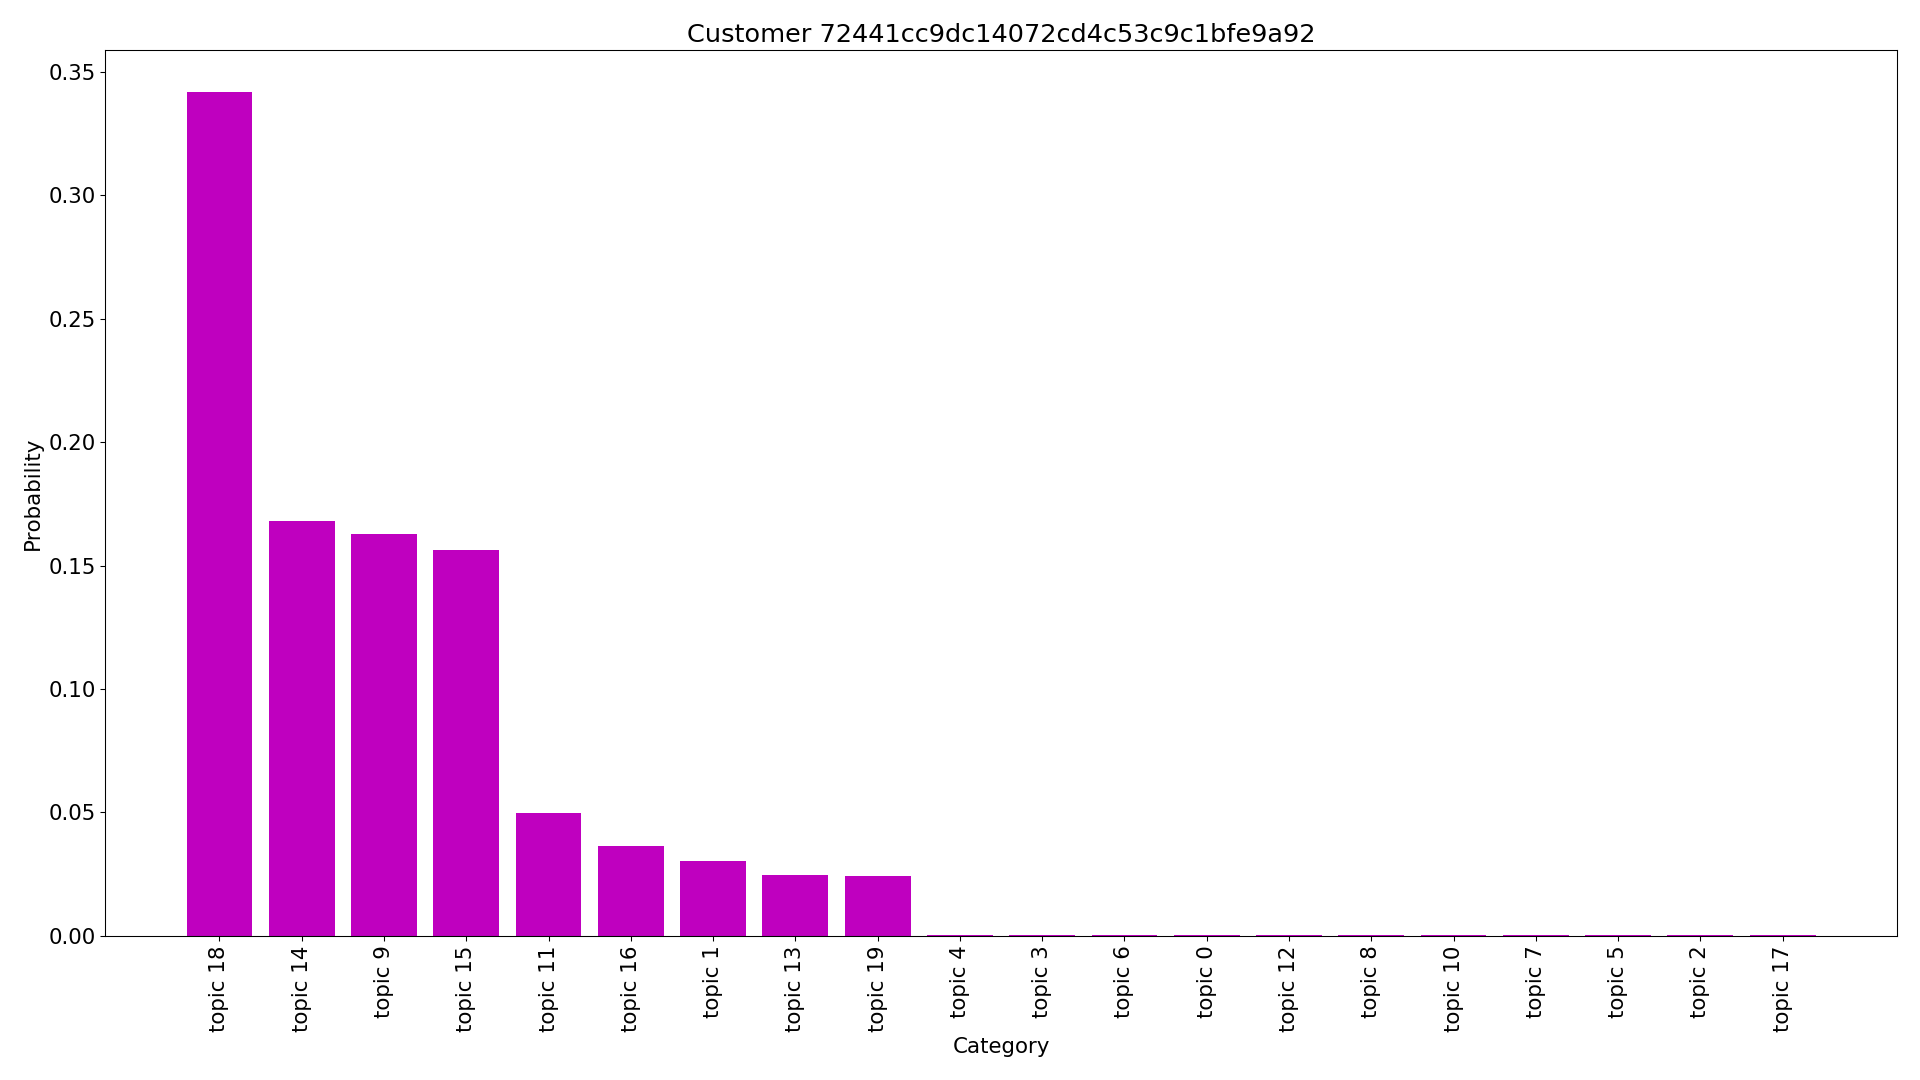 Customer 72441cc9dc14072cd4c53c9c1bfe9a92
0.35
0.30
0.25
0.20
0.15
0.10
0.05
0.00
Probability
topic 18
topic 14
topic 9
topic 15
topic 11
topic 16
topic 1
topic 13
topic 19
topic 4
topic 3
topic 6
topic 0
topic 12
topic 8
topic 10
topic 7
topic 5
topic 2
topic 17
Category